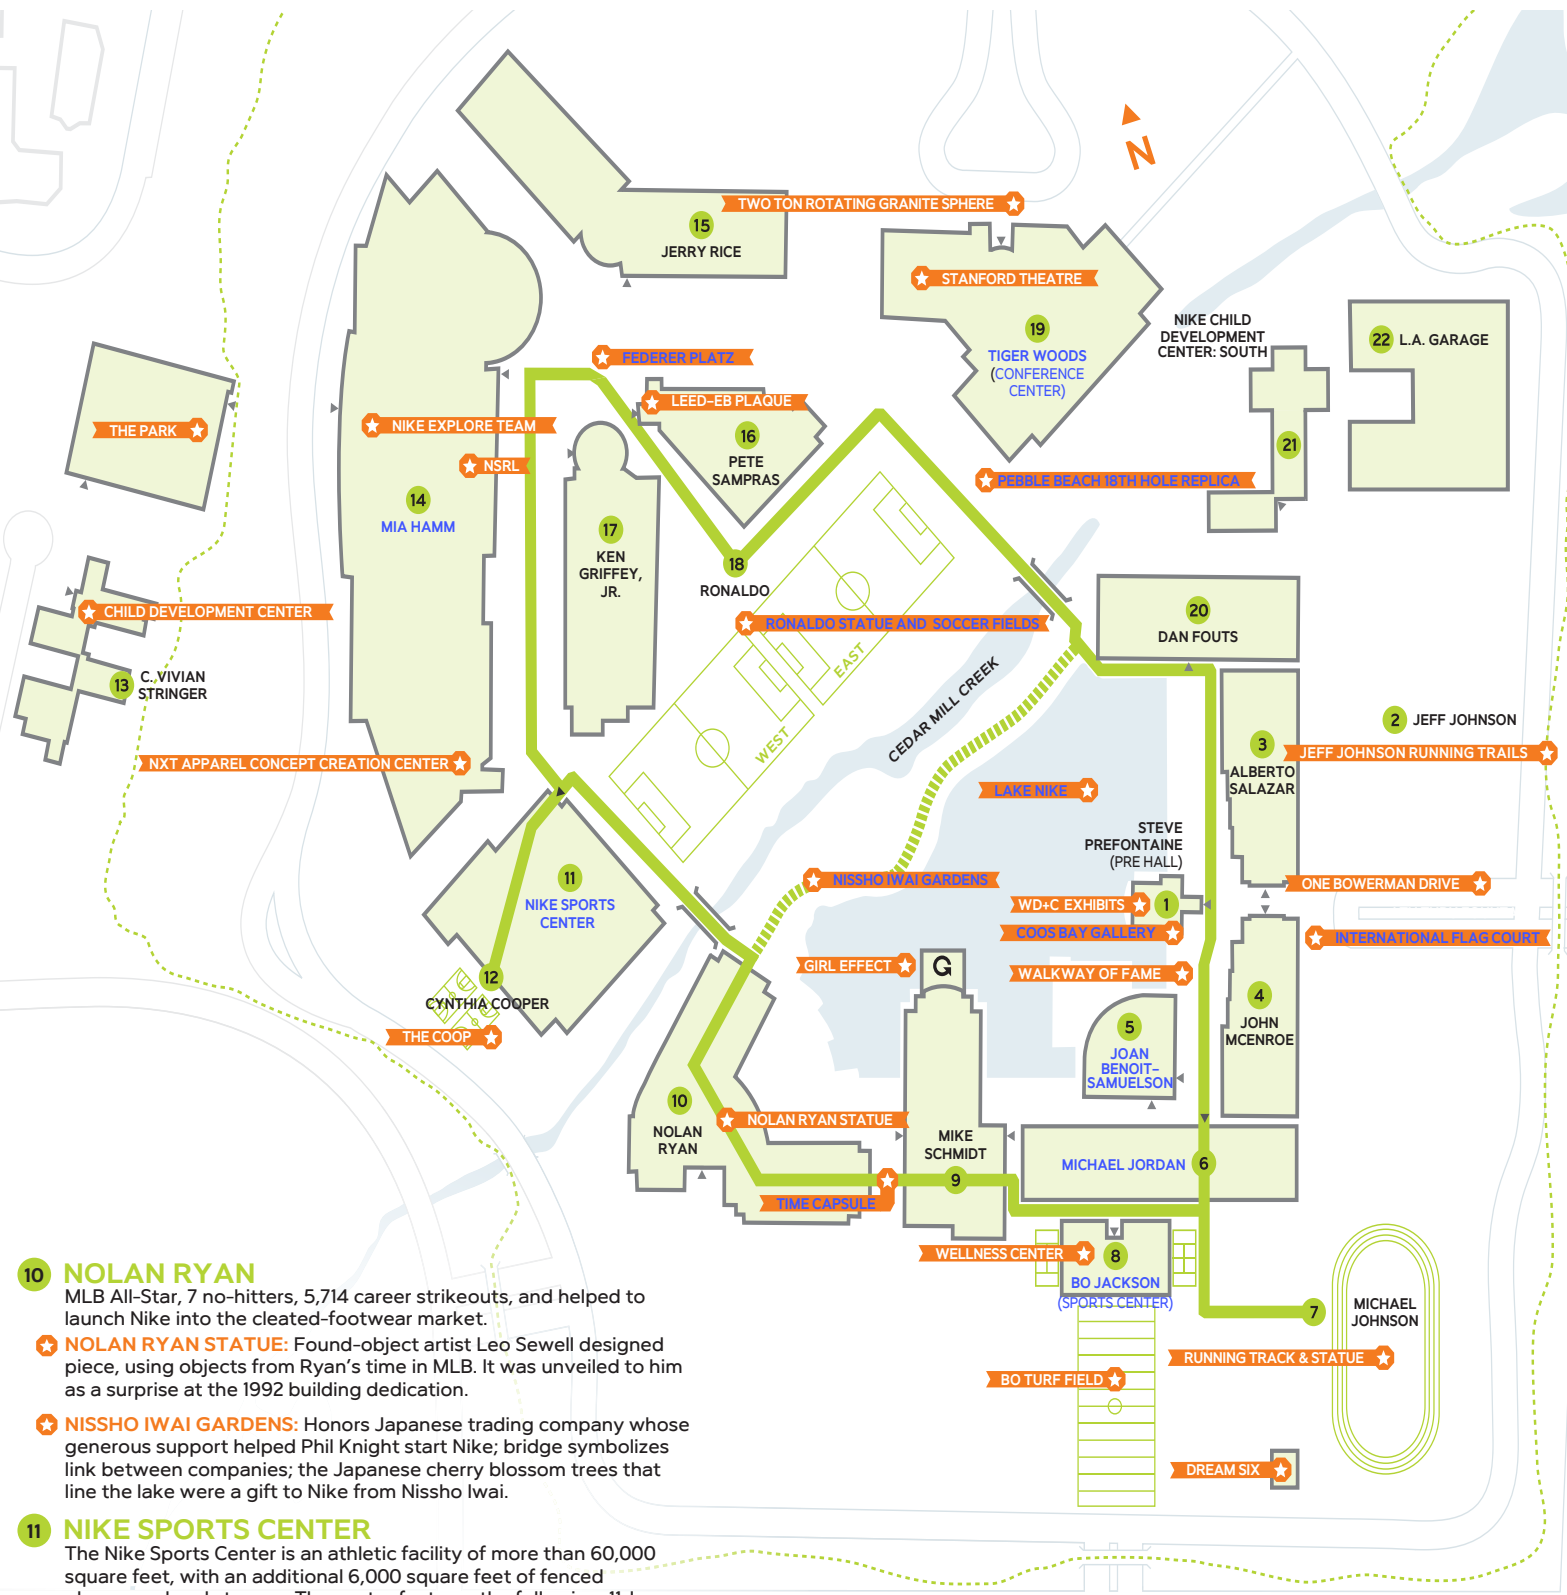 N
15
JERRY RICE
TWO TON ROTATING GRANITE SPHERE
STANFORD THEATRE
19
TIGER WOODS
(CONFERENCE
CENTER)
NIKE CHILD
DEVELOPMENT
CENTER: SOUTH
22 L.A. GARAGE
21
FEDERER PLATZ
LEED-EB PLAQUE
16
PETE
SAMPRAS
THE PARK
NIKE EXPLORE TEAM
NSRL
14
MIA HAMM
PEBBLE BEACH 18TH HOLE REPLICA
17
KEN
GRIFFEY,
JR.
18
RONALDO
RONALDO STATUE AND SOCCER FIELDS
EAST
WEST
20
DAN FOUTS
CHILD DEVELOPMENT CENTER
13 C. VIVIAN
STRINGER
CEDAR MILL CREEK
2 JEFF JOHNSON
JEFF JOHNSON RUNNING TRAILS
3
ALBERTO
SALAZAR
NXT APPAREL CONCEPT CREATION CENTER
LAKE NIKE
STEVE
PREFONTAINE
(PRE HALL)
11
NIKE SPORTS
CENTER
NISSHO IWAI GARDENS
ONE BOWERMAN DRIVE
WD+C EXHIBITS
1
COOS BAY GALLERY
INTERNATIONAL FLAG COURT
GIRL EFFECT
G
WALKWAY OF FAME
12
CYNTHIA COOPER
THE COOP
4
JOHN
MCENROE
5
JOAN
BENOIT–
SAMUELSON
10
NOLAN
RYAN
NOLAN RYAN STATUE
MIKE
SCHMIDT
9
MICHAEL JORDAN 6
TIME CAPSULE
WELLNESS CENTER
8
BO JACKSON
(SPORTS CENTER)
7
MICHAEL
JOHNSON
RUNNING TRACK & STATUE
BO TURF FIELD
DREAM SIX
10 NOLAN RYAN
MLB All-Star, 7 no-hitters, 5,714 career strikeouts, and helped to
launch Nike into the cleated-footwear market.
NOLAN RYAN STATUE: Found-object artist Leo Sewell designed
piece, using objects from Ryan's time in MLB. It was unveiled to him
as a surprise at the 1992 building dedication.
NISSHO IWAI GARDENS: Honors Japanese trading company whose
generous support helped Phil Knight start Nike; bridge symbolizes
link between companies; the Japanese cherry blossom trees that
line the lake were a gift to Nike from Nissho Iwai.
11 NIKE SPORTS CENTER
The Nike Sports Center is an athletic facility of more than 60,000
square feet, with an additional 6,000 square feet of fenced